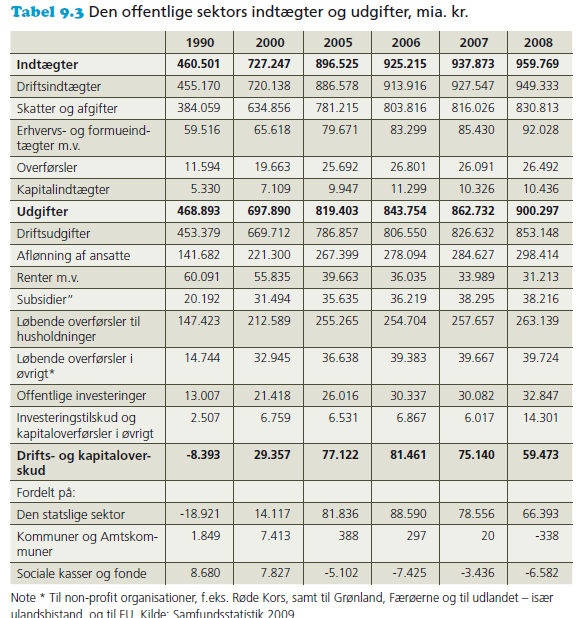 Tabel 9.3 Den offentlige sektors indtægter og udgifter, mia. kr.
1990 2000 2005 2006 2007 2008
Indtægter 460.501 727.247 896.525 925.215 937.873 959.769
Driftsindtægter 455.170 720.138 886.578 913.916 927.547 949.333
Skatter og afgifter 384.059 634.856 781.215 803.816 816.026 830.813
Erhvervs- og formueind- 59.516 65.618 79.671 83.299 85.430 92.028
tægter m.v.
Overførsler 11.594 19.663 25.692 26.801 26.091 26.492
Kapitalindtægter 5.330 7.109 9.947 11.299 10.326 10.436
Udgifter 468.893 697.890 819.403 843.754 862.732 900.297
Driftsudgifter 453.379 669.712 786.857 806.550 826.632 853.148
Aflønning af ansatte 141.682 221.300 267.399 278.094 284.627 298.414
Renter m.v. 60.091 55.835 39.663 36.035 33.989 31.213
Subsidier" 20.192 31.494 35.635 36.219 38.295 38.216
Løbende overførsler til 147.423 212.589 255.265 254.704 257.657 263.139
husholdninger
Løbende overførsler i 14.744 32.945 36.638 39.383 39.667 39.724
øvrigt*
Offentlige investeringer 13.007 21.418 26.016 30.337 30.082 32.847
Investeringstilskud og 2.507 6.759 6.531 6.867 6.017 14.301
kapitaloverførsler i øvrigt
Drifts- og kapitalover- -8.393 29.357 77.122 81.461 75.140 59.473
skud
Fordelt på:
Den statslige sektor -18.921 14.117 81.836 88.590 78.556 66.393
Kommuner og Amtskom- 1.849 7.413 388 297 20 -338
muner
Sociale kasser og fonde 8.680 7.827 -5.102 -7.425 -3.436 -6.582
Note * Til non-profit organisationer, f.eks. Røde Kors, samt til Grønland, Færøerne og til udlandet – især
ulandsbistand, og til EU. Kilde: Samfundsstatistik 2009